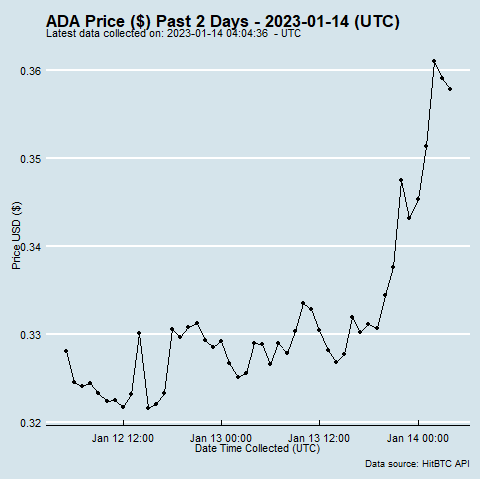 ADA Price ($) Past 2 Days - 2023-01-14 (UTC)
Latest data collected on: 2023-01-14 04:04:36  - UTC
0.36
0.35
0.34
0.33
0.32
Price USD ($)
Jan 12 12:00
Jan 13 00:00
Jan 13 12:00
Jan 14 00:00
Date Time Collected (UTC)
Data source: HitBTC API